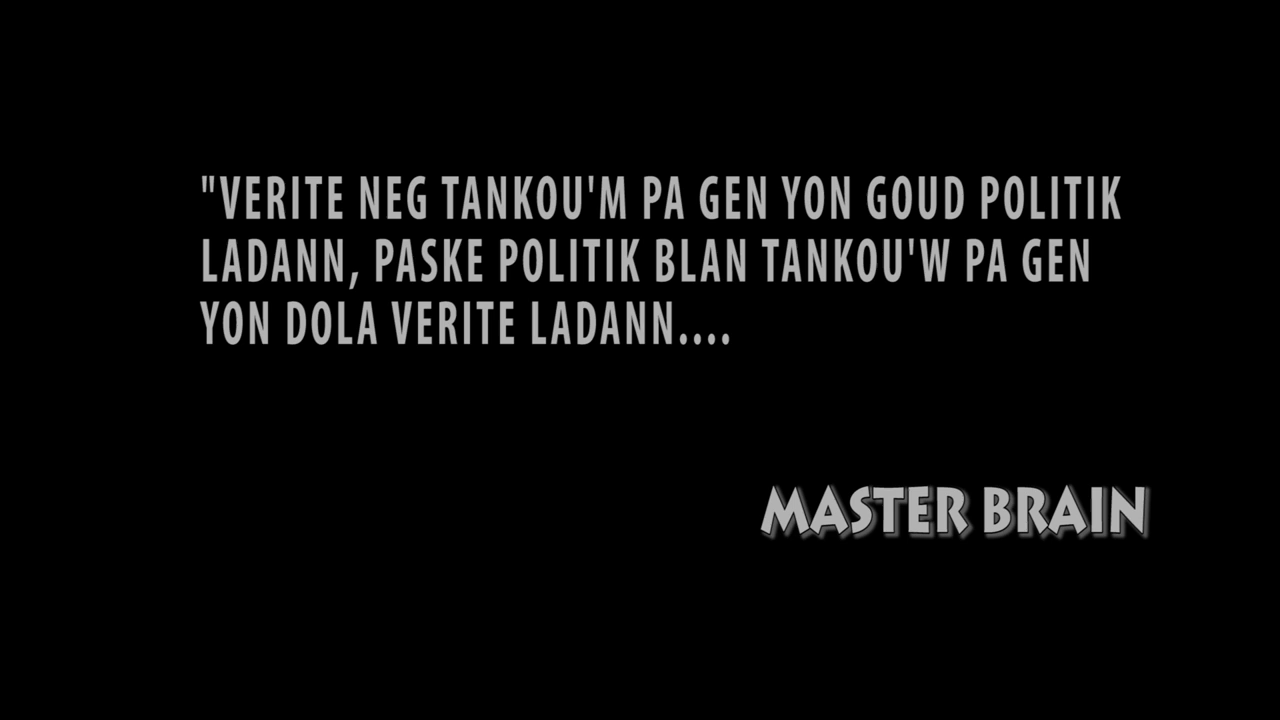 "VERITE NEG TANKOU'M PA GEN YON GOUD POLITIK
LADANN, PASKE POLITIK BLAN TANKOU'W PA GEN
YON DOLA VERITE LADANN....
MASTER BRAIN